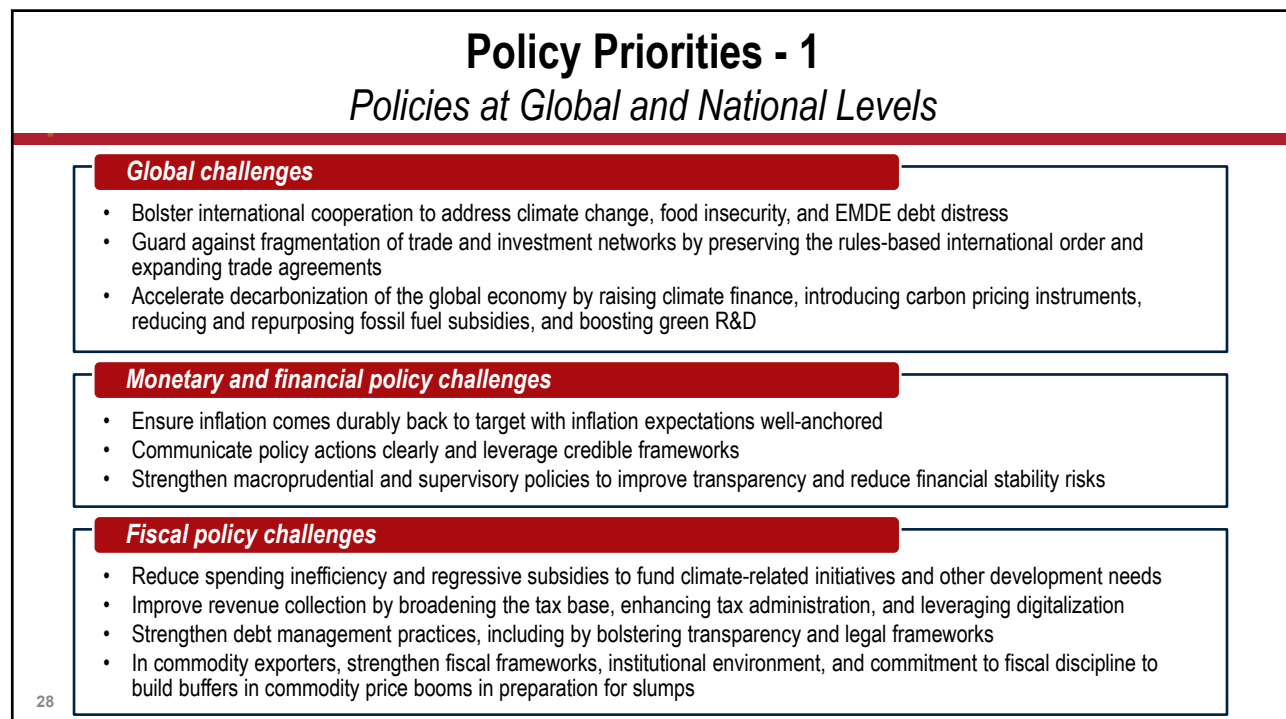 Policy Priorities - 1
Policies at Global and National Levels
Global challenges
• Bolster international cooperation to address climate change, food insecurity, and EMDE debt distress
• Guard against fragmentation of trade and investment networks by preserving the rules-based international order and
expanding trade agreements
• Accelerate decarbonization of the global economy by raising climate finance, introducing carbon pricing instruments,
reducing and repurposing fossil fuel subsidies, and boosting green R&D
Monetary and financial policy challenges
• Ensure inflation comes durably back to target with inflation expectations well-anchored
• Communicate policy actions clearly and leverage credible frameworks
• Strengthen macroprudential and supervisory policies to improve transparency and reduce financial stability risks
Fiscal policy challenges
• Reduce spending inefficiency and regressive subsidies to fund climate-related initiatives and other development needs
• Improve revenue collection by broadening the tax base, enhancing tax administration, and leveraging digitalization
• Strengthen debt management practices, including by bolstering transparency and legal frameworks
• In commodity exporters, strengthen fiscal frameworks, institutional environment, and commitment to fiscal discipline to
build buffers in commodity price booms in preparation for slumps
28